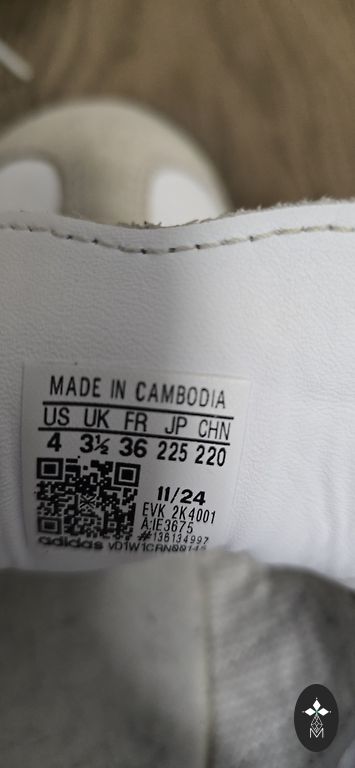 MADE IN CAMBODIA
US UK FR JP CHN
4 3½ 36 225 220
11/24
EVK 2K4001
A:IE3675
#136134997
adidas
M